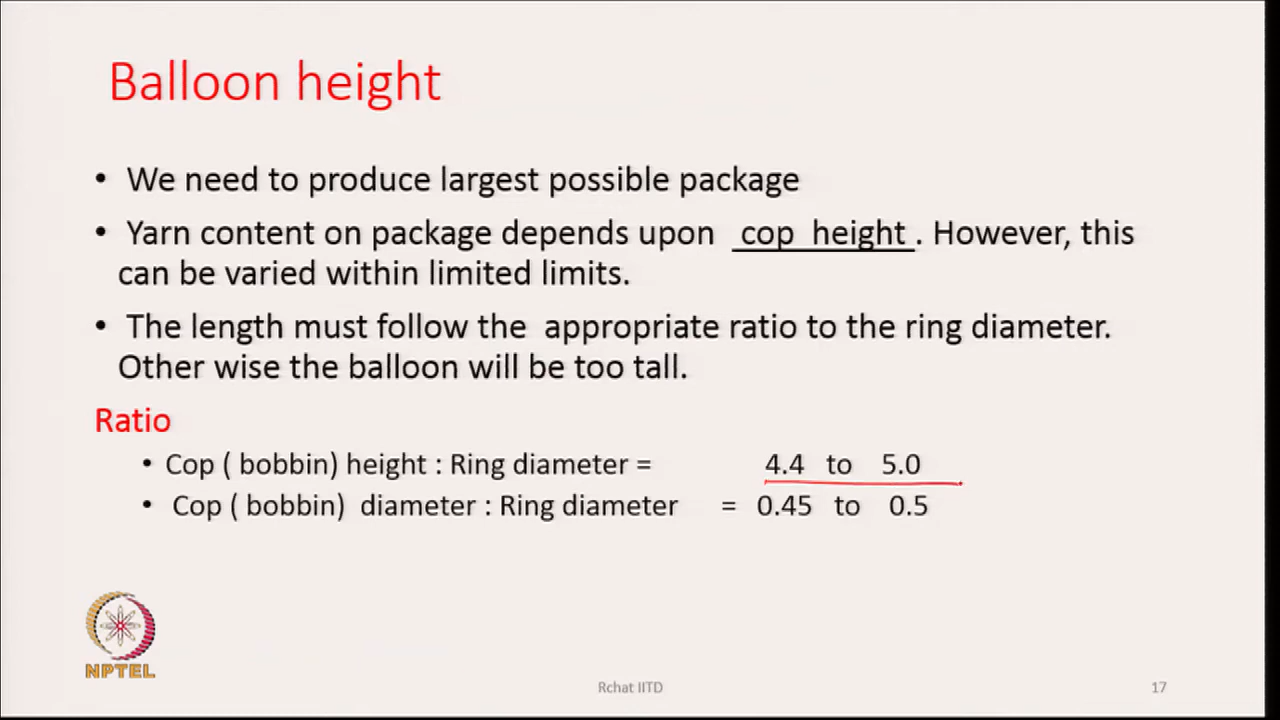 Balloon height
• We need to produce largest possible package
• Yarn content on package depends upon cop height . However, this
can be varied within limited limits.
• The length must follow the appropriate ratio to the ring diameter.
Other wise the balloon will be too tall.
Ratio
• Cop ( bobbin) height : Ring diameter = 4.4 to 5.0
• Cop ( bobbin) diameter : Ring diameter = 0.45 to 0.5
NPTEL
Rchat IITD 17